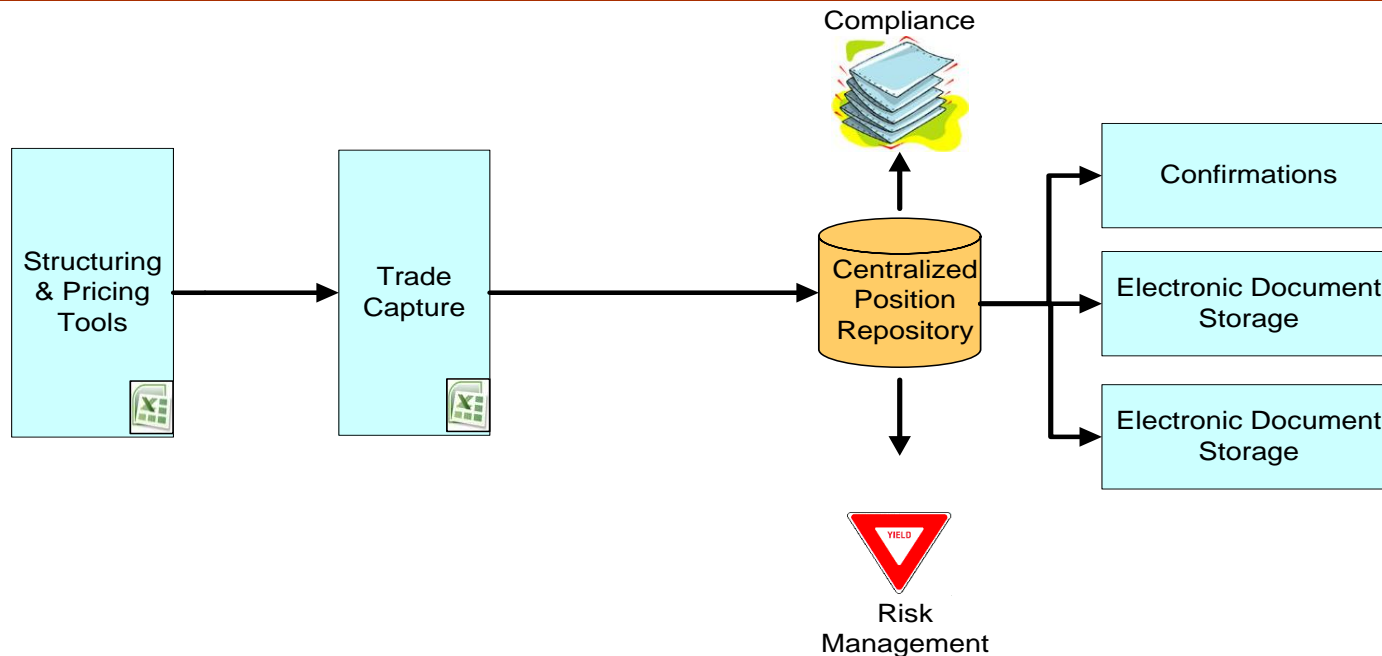 Compliance
Structuring
& Pricing
Tools
Trade
Capture
Centralized
Position
Repository
Confirmations
Electronic Document
Storage
Electronic Document
Storage
YIELD
Risk
Management